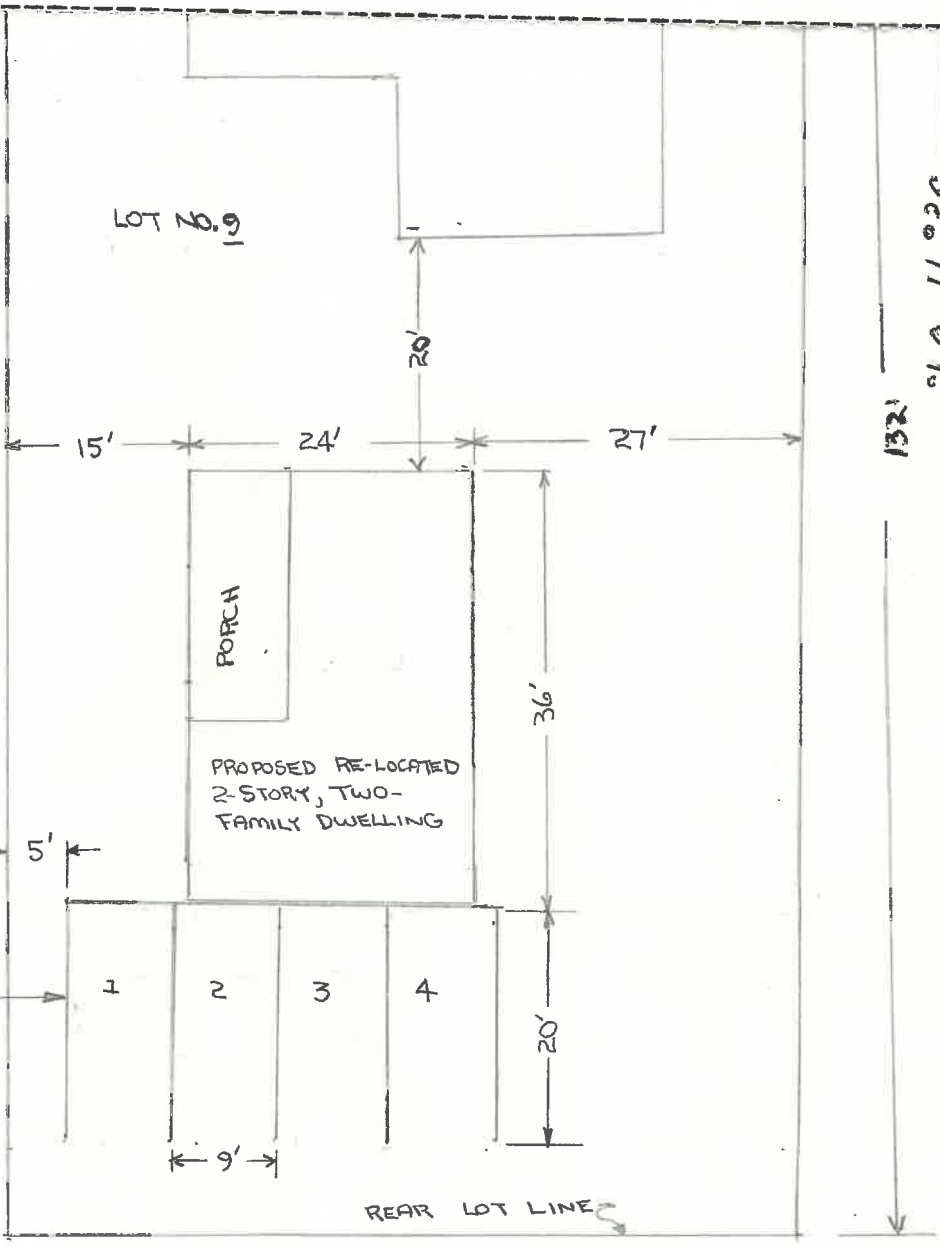 LOT NO. 9
20'
15'
24'
27'
132'
PORCH
36'
PROPOSED RE-LOCATED
2-STORY, TWO-
FAMILY DWELLING
5'
1
2
3
4
20'
9'
REAR LOT LINE